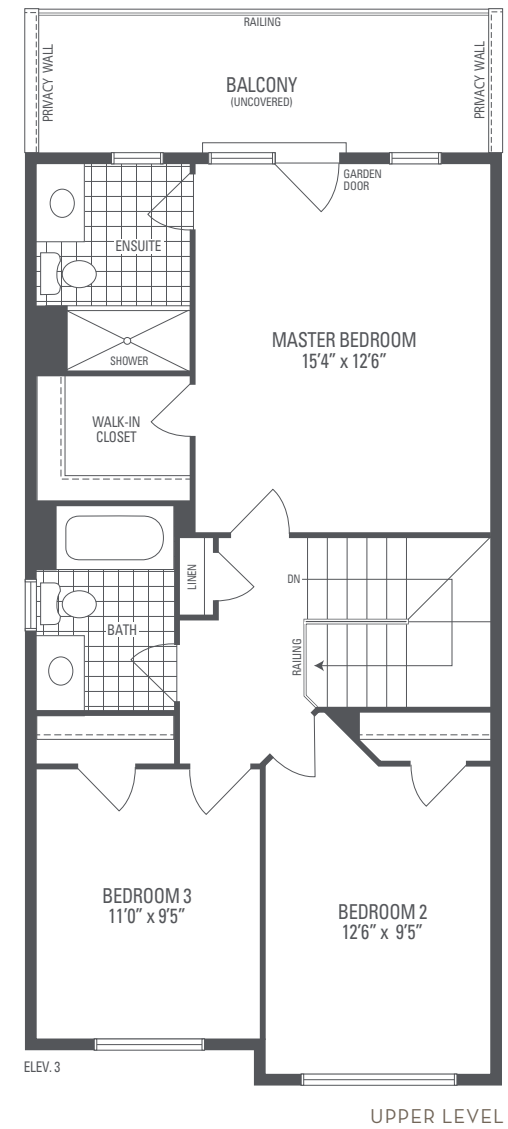 RAILING
PRIVACY WALL
PRIVACY WALL
BALCONY
(UNCOVERED)
GARDEN
DOOR
ENSUITE
MASTER BEDROOM
15'4" x 12'6"
SHOWER
WALK-IN
CLOSET
LINEN
DN
BATH
RAILING
BEDROOM 3
11'0" x 9'5"
BEDROOM 2
12'6" x 9'5"
ELEV. 3
UPPER LEVEL